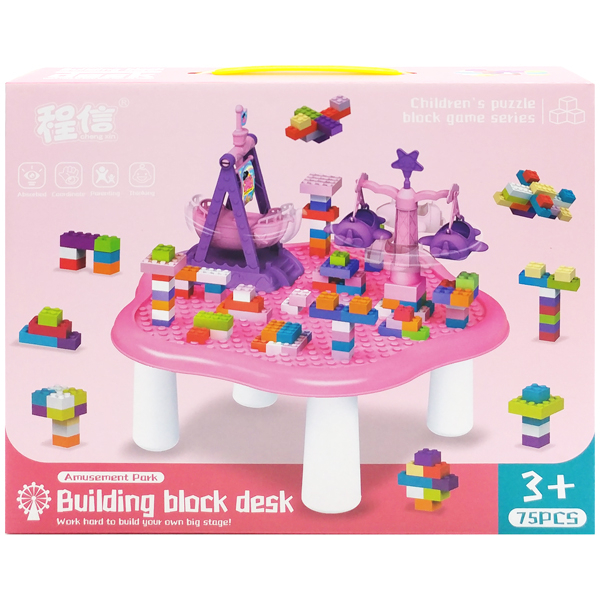 程信®
Children's puzzle
block game series
Amusement Park
Building block desk
Work hard to build your own big stage!
3+
75PCS